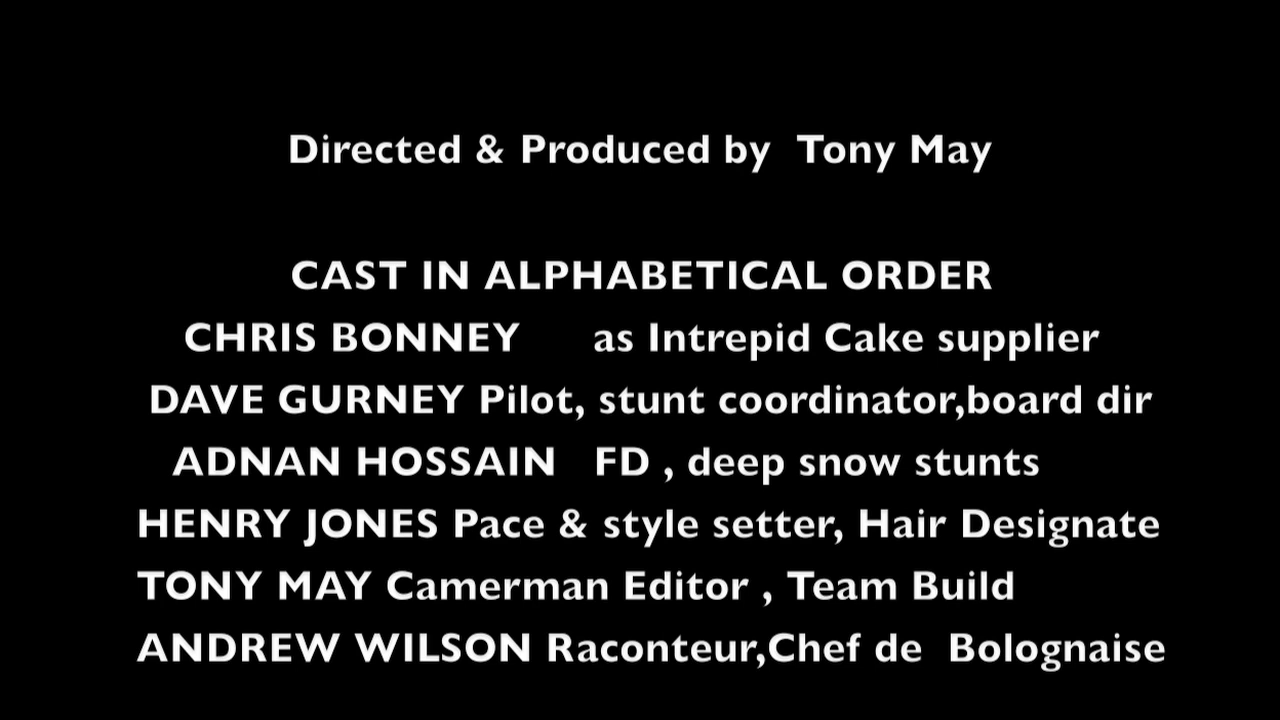 Directed & Produced by Tony May
CAST IN ALPHABETICAL ORDER
CHRIS BONNEY as Intrepid Cake supplier
DAVE GURNEY Pilot, stunt coordinator,board dir
ADNAN HOSSAIN FD , deep snow stunts
HENRY JONES Pace & style setter, Hair Designate
TONY MAY Camerman Editor , Team Build
ANDREW WILSON Raconteur,Chef de Bolognaise